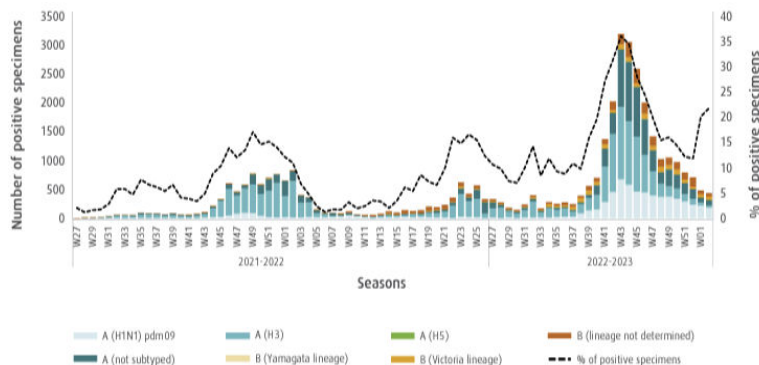 3500 40
3000 35
2500 30
2000 25
1500 20
1000 15
500 10
0 5
0
Number of positive specimens
% of positive specimens
W27 W29 W31 W33 W35 W37 W39 W41 W43 W45 W47 W49 W51 W01 W03 W05 W07 W09 W11 W13 W15 W17 W19 W21 W23 W25 W27 W29 W31 W33 W35 W37 W39 W41 W43 W45 W47 W49 W51 W01
2021-2022 2022-2023
Seasons
A (H1N1) pdm09 A (H3) A (H5) B (lineage not determined)
A (not subtyped) B (Yamagata lineage) B (Victoria lineage) % of positive specimens